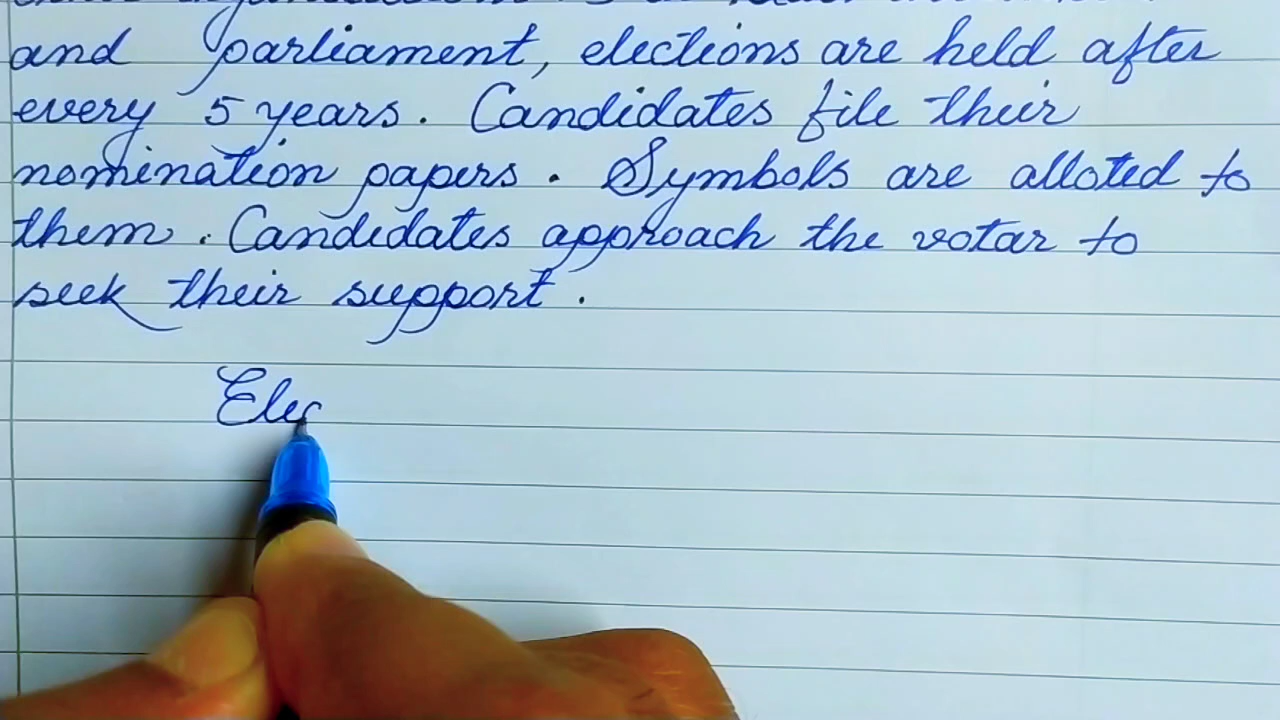 and parliament, elections are held after
every 5 years. Candidates file their
nomination papers. Symbols are alloted to
them. Candidates approach the votar to
seek their support.
Elec